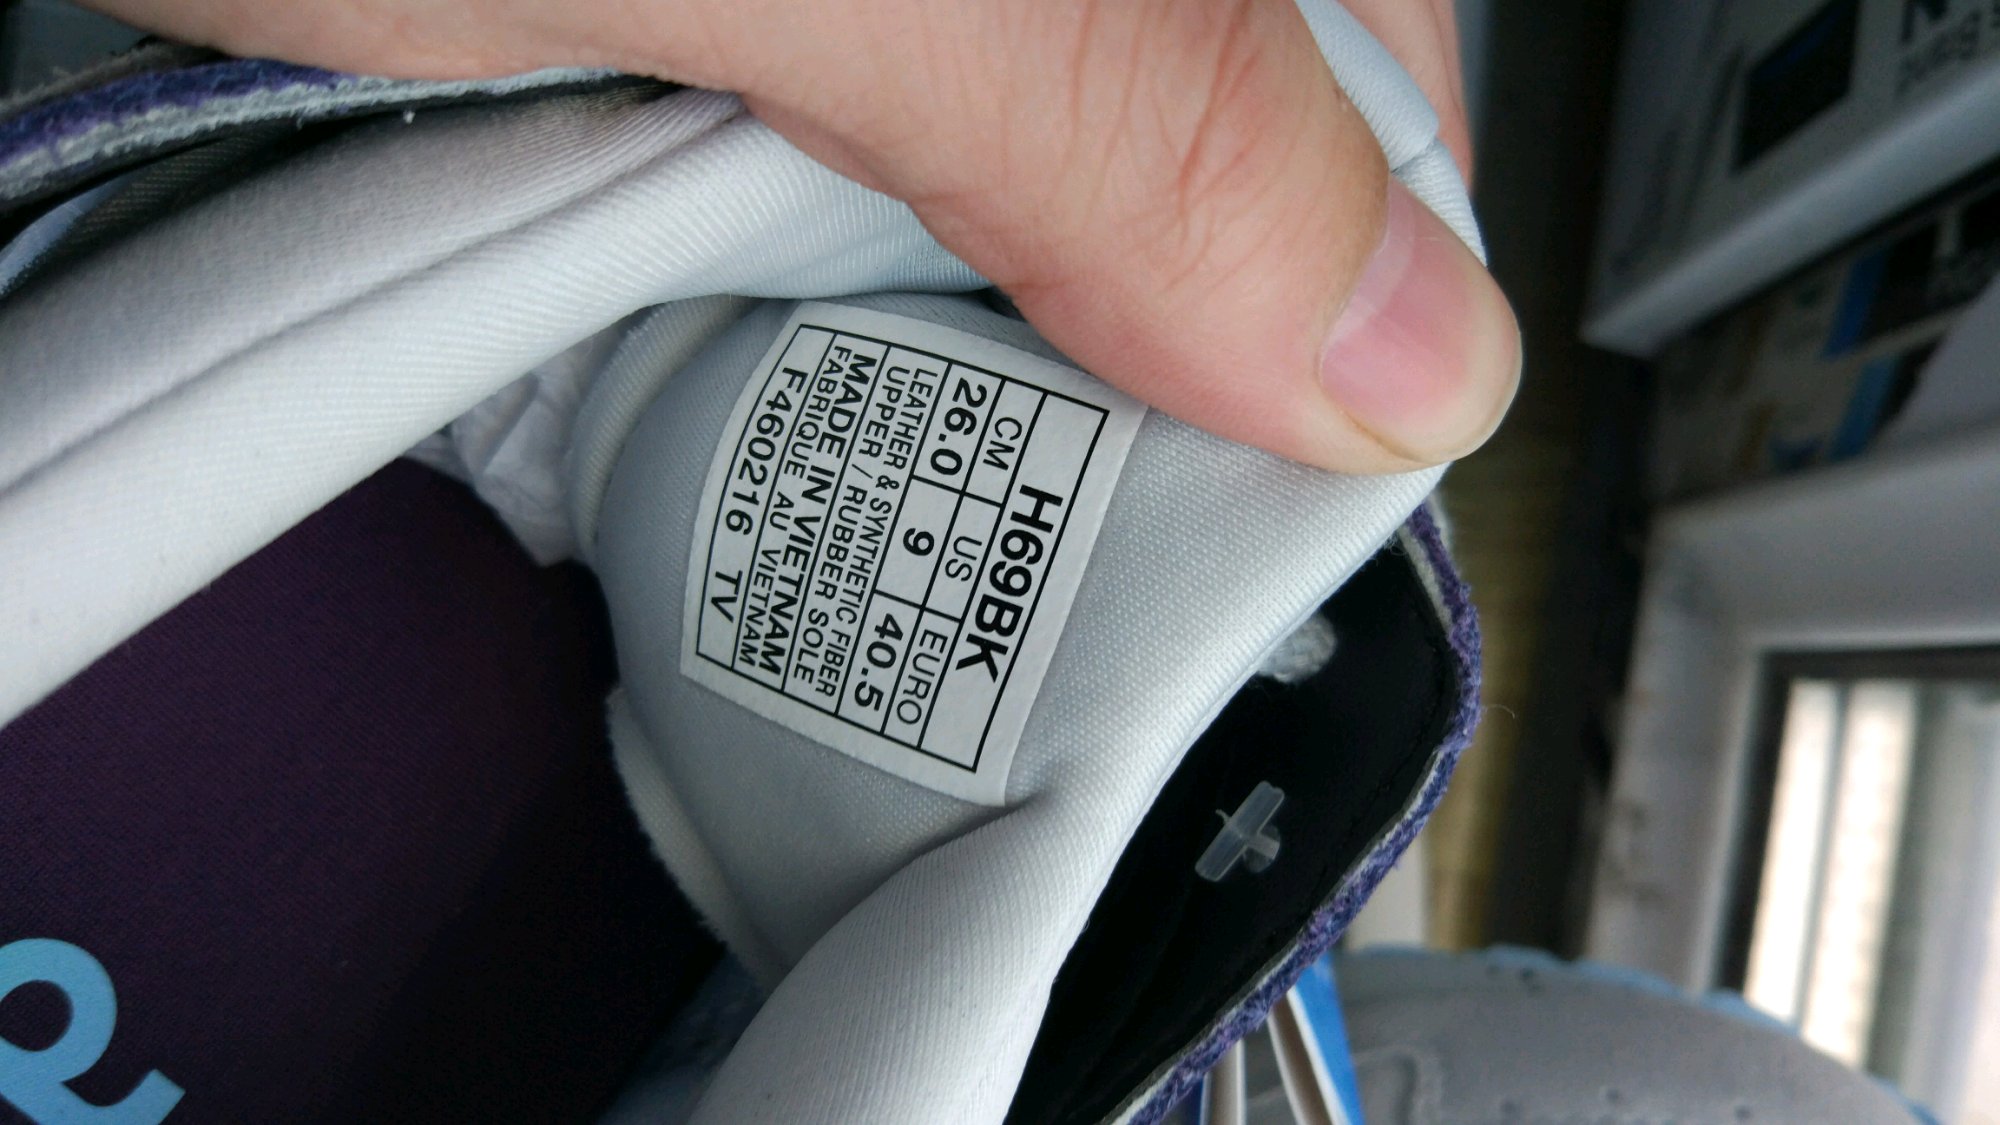 H69BK
CM US EURO
26.0 9 40.5
LEATHER & SYNTHETIC FIBER
UPPER / RUBBER SOLE
MADE IN VIETNAM
FABRIQUE AU VIETNAM
F460216 TV